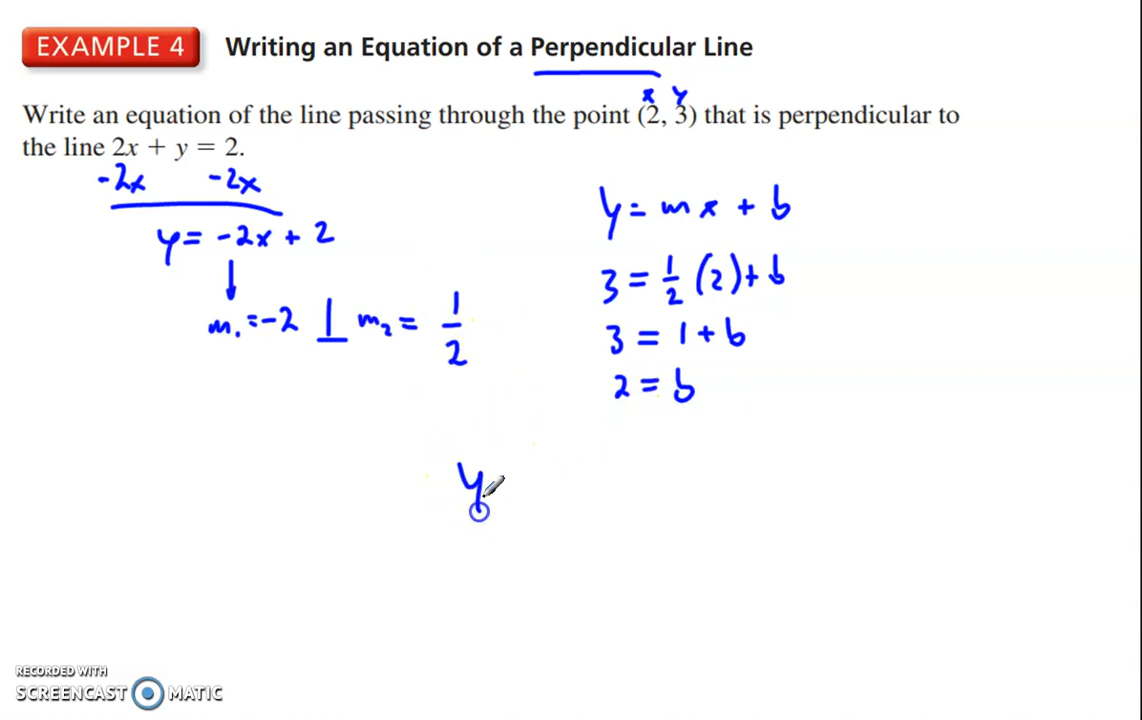 EXAMPLE 4 Writing an Equation of a Perpendicular Line
x y
Write an equation of the line passing through the point (2, 3) that is perpendicular to
the line 2x + y = 2.
-2x -2x
y = -2x + 2
m₁ = -2 ⊥ m₂ = 1/2
y = mx + b
3 = 1/2 (2) + b
3 = 1 + b
2 = b
y
RECORDED WITH
SCREENCAST MATIC